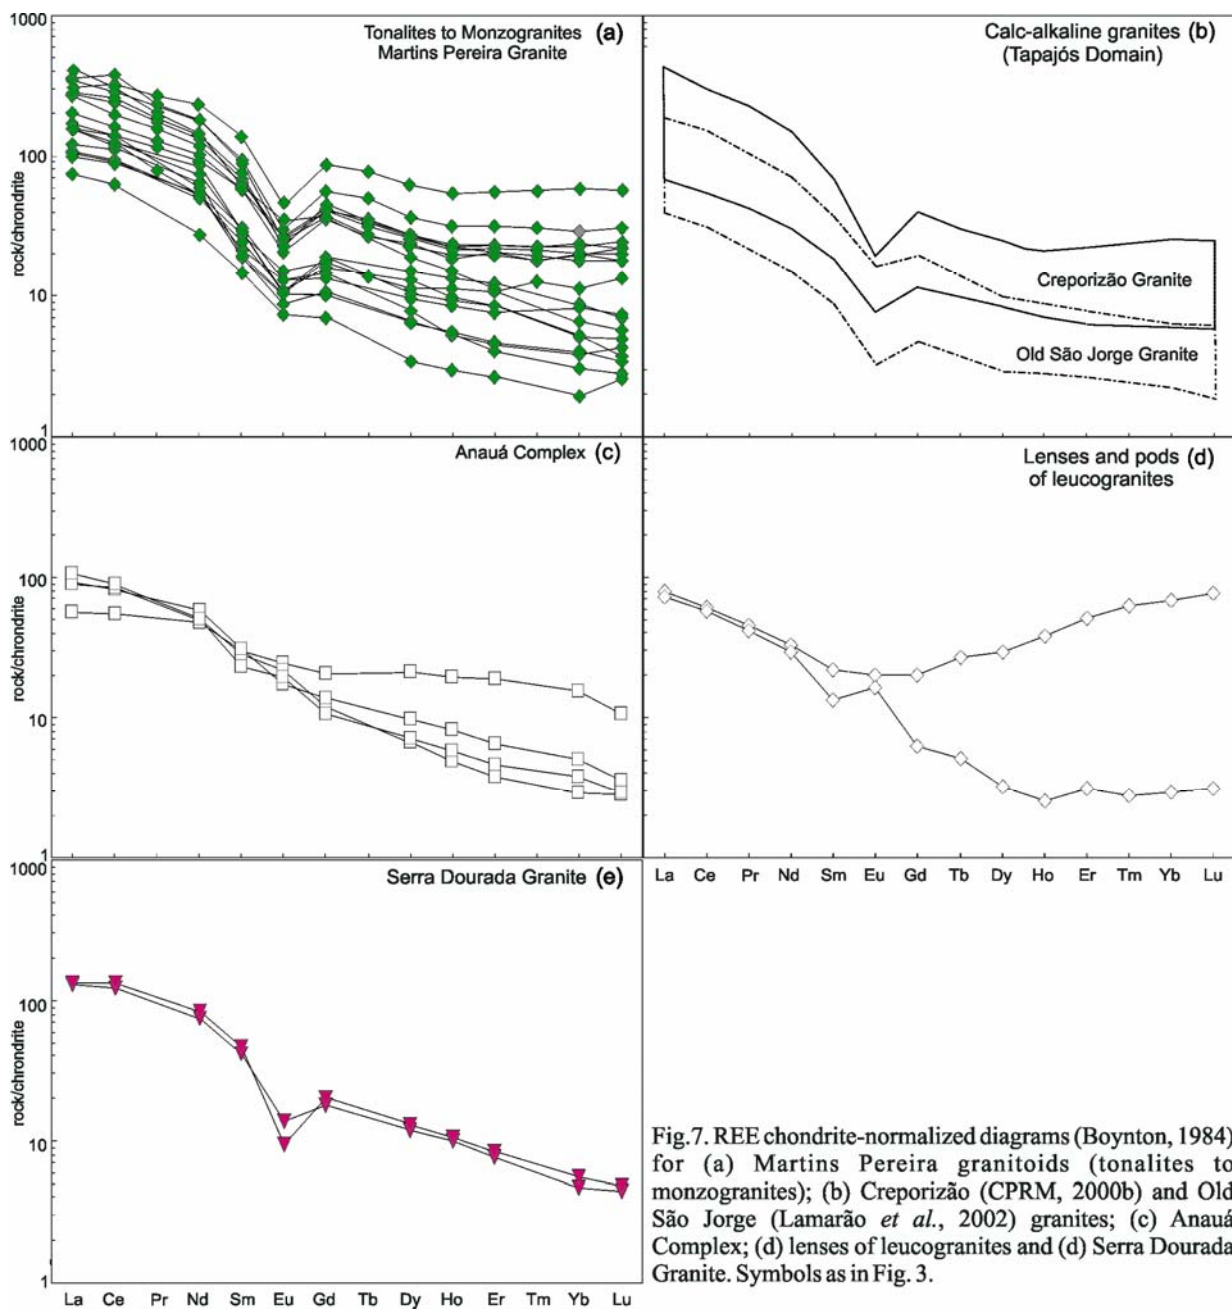 1000
100
10
1
rock/chrondrite
Tonalites to Monzogranites (a)
Martins Pereira Granite
Calc-alkaline granites (b)
(Tapajós Domain)
Creporizão Granite
Old São Jorge Granite
1000
100
10
1
rock/chrondrite
Anauá Complex (c)
Lenses and pods (d)
of leucogranites
La Ce Pr Nd Sm Eu Gd Tb Dy Ho Er Tm Yb Lu
1000
100
10
1
rock/chrondrite
Serra Dourada Granite (e)
La Ce Pr Nd Sm Eu Gd Tb Dy Ho Er Tm Yb Lu
Fig.7. REE chondrite-normalized diagrams (Boynton, 1984)
for (a) Martins Pereira granitoids (tonalites to
monzogranites); (b) Creporizão (CPRM, 2000b) and Old
São Jorge (Lamarão et al., 2002) granites; (c) Anauá
Complex; (d) lenses of leucogranites and (d) Serra Dourada
Granite. Symbols as in Fig. 3.